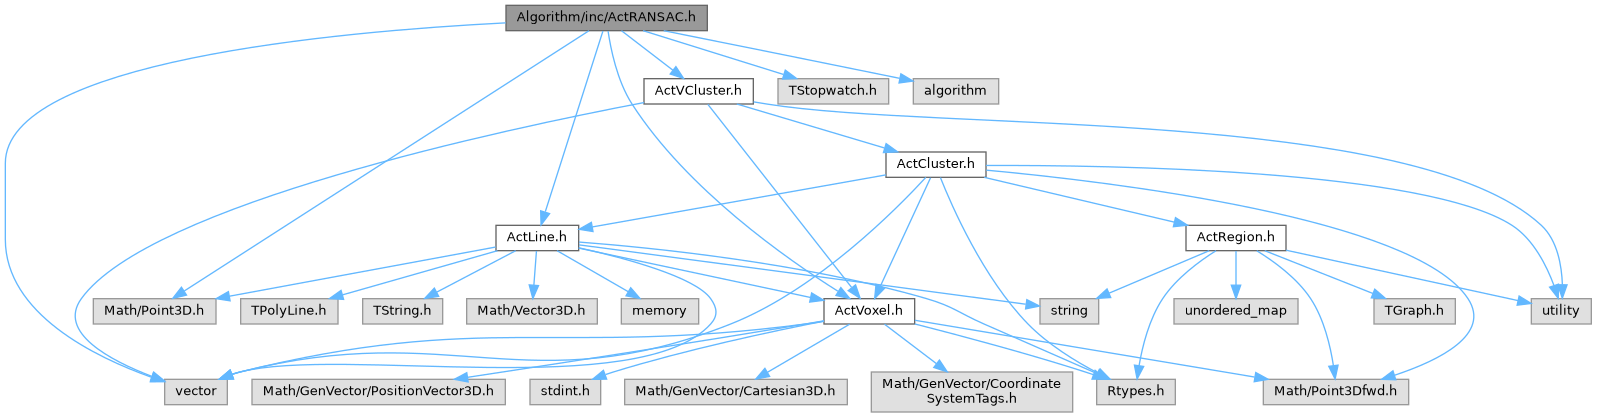 Algorithm/inc/ActRANSAC.h
ActVCluster.h
TStopwatch.h
algorithm
ActCluster.h
ActLine.h
ActRegion.h
Math/Point3D.h
TPolyLine.h
TString.h
Math/Vector3D.h
memory
ActVoxel.h
string
unordered_map
TGraph.h
utility
vector
Math/GenVector/PositionVector3D.h
stdint.h
Math/GenVector/Cartesian3D.h
Math/GenVector/Coordinate
SystemTags.h
Rtypes.h
Math/Point3Dfwd.h